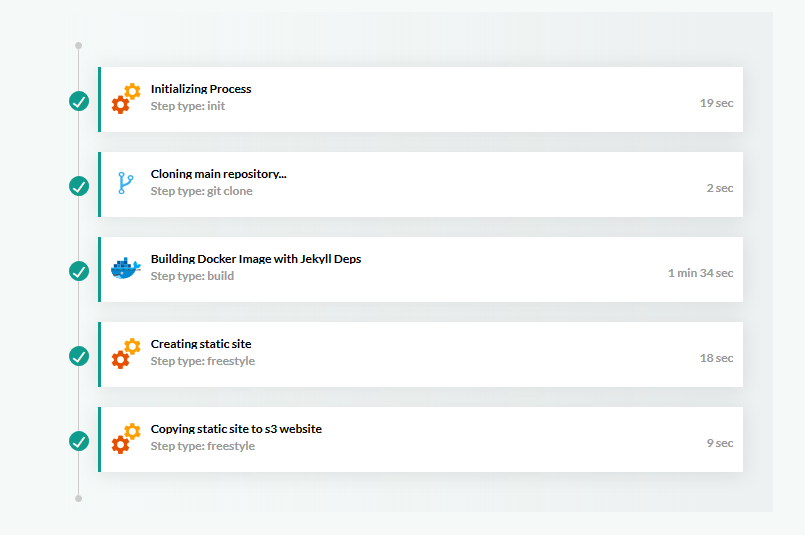 Initializing Process
Step type: init
19 sec
Cloning main repository...
Step type: git clone
2 sec
Building Docker Image with Jekyll Deps
Step type: build
1 min 34 sec
Creating static site
Step type: freestyle
18 sec
Copying static site to s3 website
Step type: freestyle
9 sec